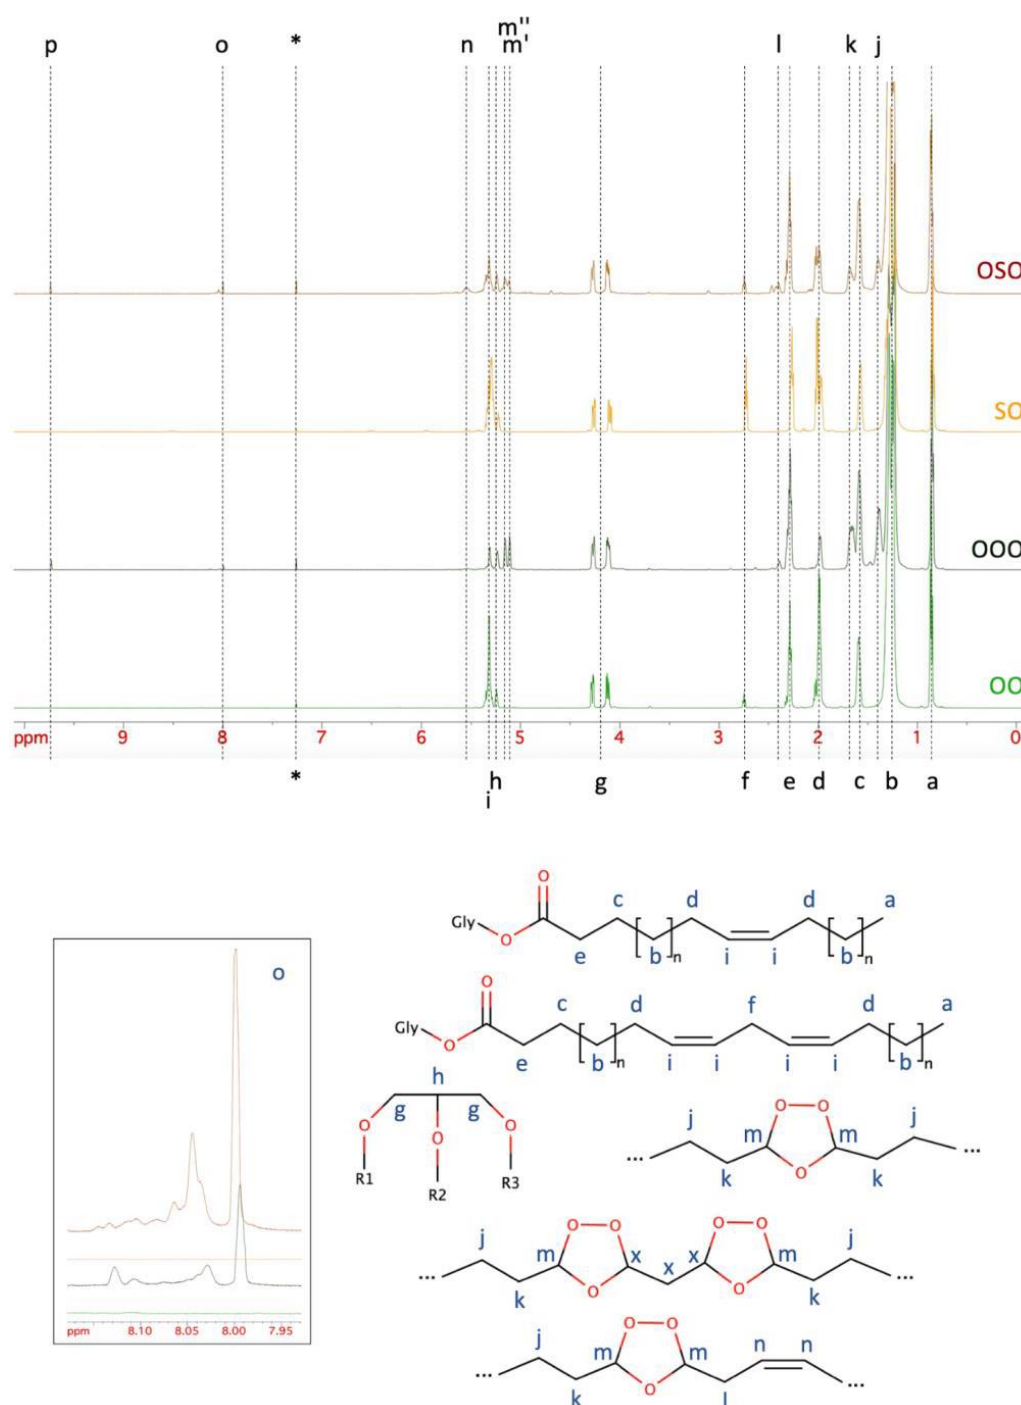 m''
p o * n m' l k j
OSO
SO
OOO
OO
ppm 9 8 7 6 5 4 3 2 1 0
* h g f e d c b a
i
o
ppm 8.10 8.05 8.00 7.95
O c d d a
Gly O e [ b ]n i i [ b ]n
O c d f d a
Gly O e [ b ]n i i i i [ b ]n
h
g g
O O O
R1 R2 R3
O O
j m m j
... k O k ...
O O O O
j m x x m j
... k O x O k ...
O O
j m m n n
... k O l ...